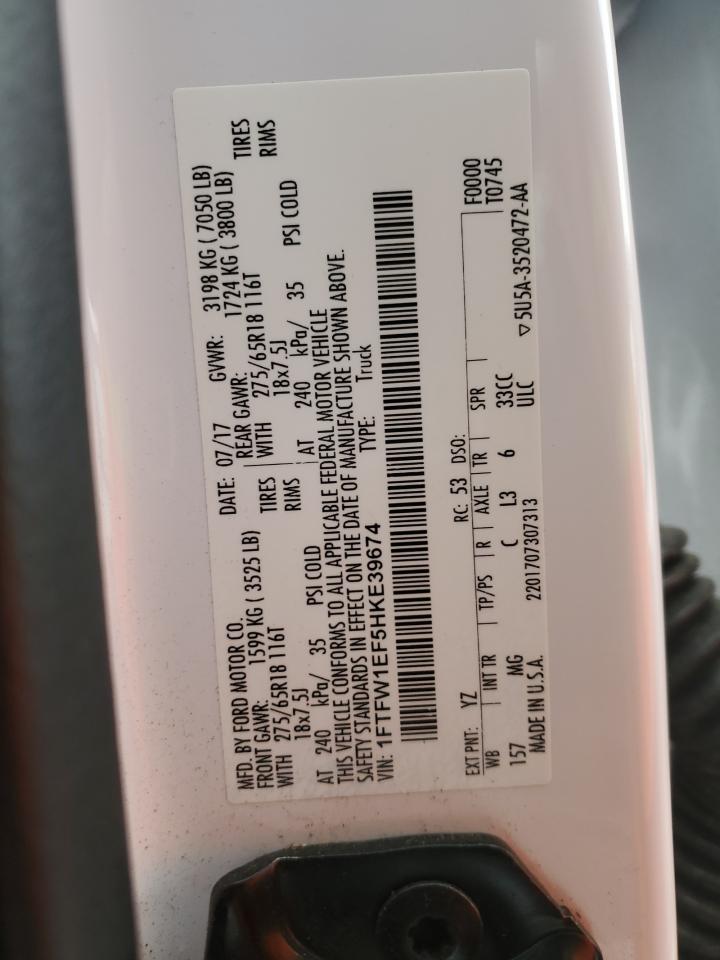 MFD. BY FORD MOTOR CO.
DATE: 07/17 GVWR: 3198 KG ( 7050 LB)
FRONT GAWR: 1599 KG ( 3525 LB)
REAR GAWR: 1724 KG ( 3800 LB)
WITH 275/65R18 116T TIRES
WITH 275/65R18 116T TIRES
18x7.5J RIMS
18x7.5J RIMS
AT 240 kPa/ 35 PSI COLD
AT 240 kPa/ 35 PSI COLD
THIS VEHICLE CONFORMS TO ALL APPLICABLE FEDERAL MOTOR VEHICLE
SAFETY STANDARDS IN EFFECT ON THE DATE OF MANUFACTURE SHOWN ABOVE.
VIN: 1FTFW1EF5HKE39674 TYPE: Truck
EXT PNT: YZ RC: 53 DSO: F0000
WB INT TR TP/PS R AXLE TR SPR T0745
157 MG C L3 6 33CC
ULC
MADE IN U.S.A. 2201707307313 ▽5U5A-3520472-AA